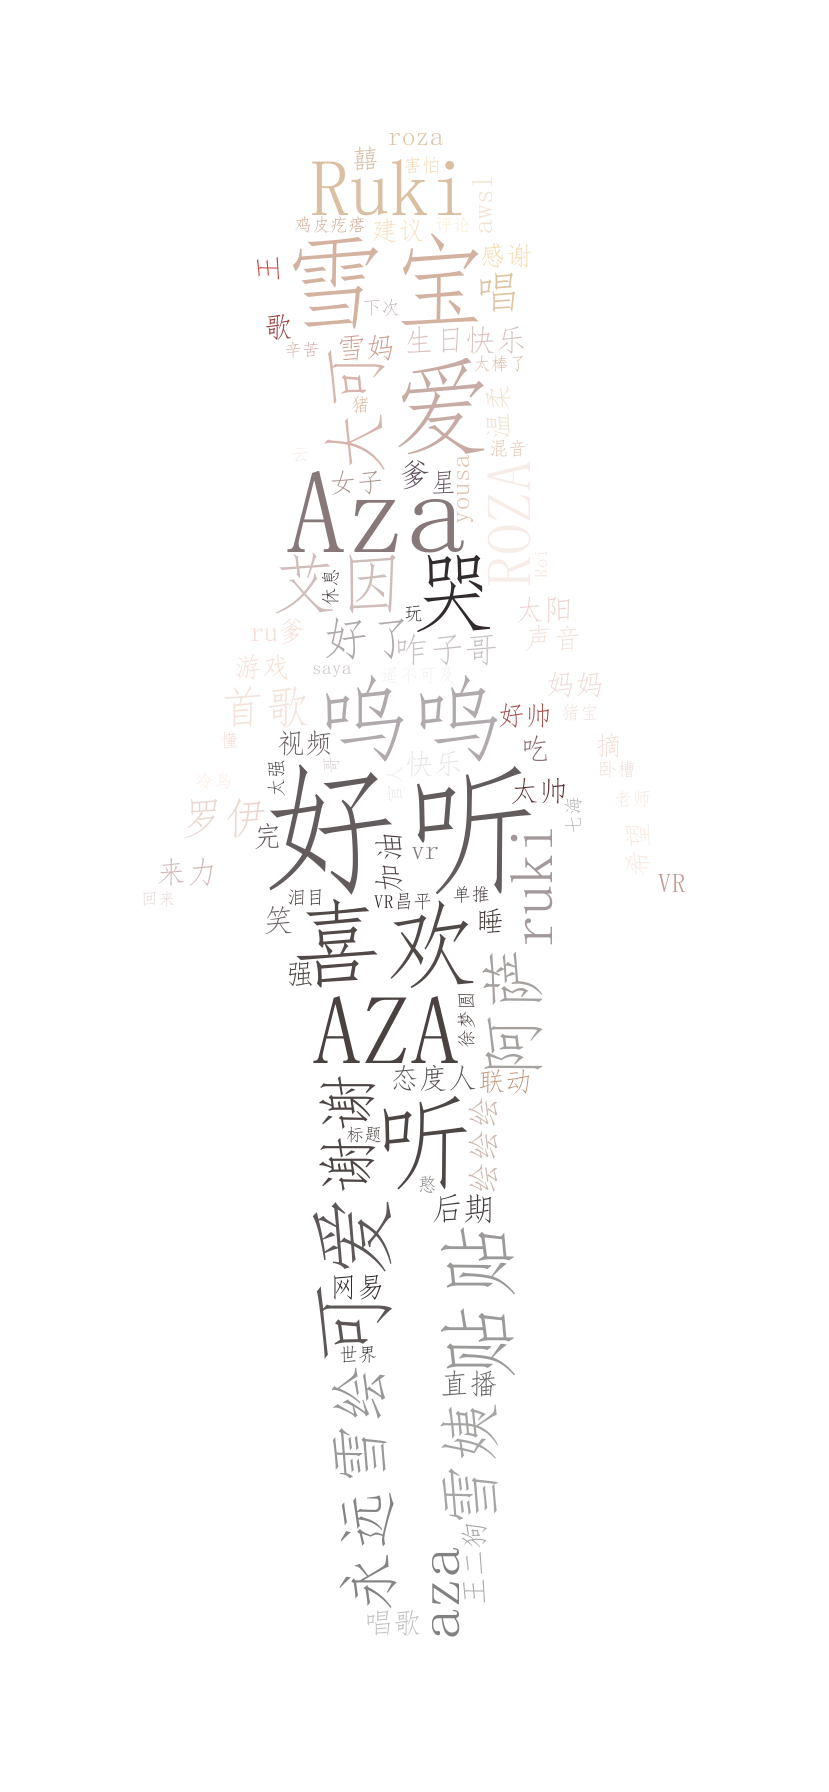 roza
囍
害怕
Ruki
awsl
鸡皮疙瘩
建议
评论
王
雪宝
感谢
唱
下次
歌
辛苦
雪妈
生日快乐
太棒了
大可
猪
爱
温柔
混音
云
女子
爹
星
yousa
ROZA
Aza
Roi
艾因
休息
哭
玩
太阳
ru爹
好了
咋子哥
声音
游戏
saya
遥不可及
妈妈
首歌
呜呜
好帅
猪宝
懂
视频
吃
摘
太强
哥
快乐
卧槽
冷鸟
盲人
太帅
老师
罗伊
好听
七海
完
加油
vr
ruki
希望
来力
VR
回来
泪目
VR昌平
单推
笑
喜欢
睡
强
阿萨
AZA
徐梦圆
态度人
联动
谢谢
标题
听
绘绘绘
憨
后期
可爱
贴贴
网易
世界
直播
永远雪绘
雪姨
王二狗
aza
唱歌